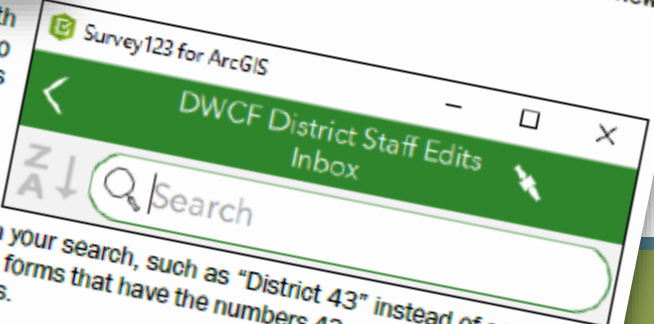 th
Survey123 for ArcGIS
DWCF District Staff Edits
Inbox
Z
A
Search
your search, such as "District 43" instead of
forms that have the numbers
s.